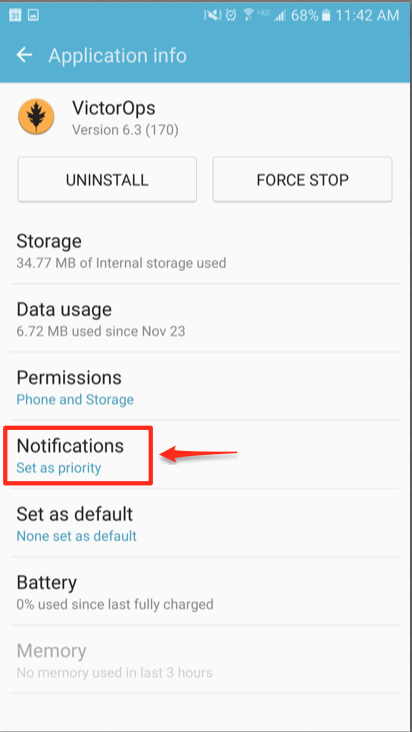 31 68% 11:42 AM
Application info
VictorOps
Version 6.3 (170)
UNINSTALL FORCE STOP
Storage
34.77 MB of Internal storage used
Data usage
6.72 MB used since Nov 23
Permissions
Phone and Storage
Notifications
Set as priority
Set as default
None set as default
Battery
0% used since last fully charged
Memory
No memory used in last 3 hours